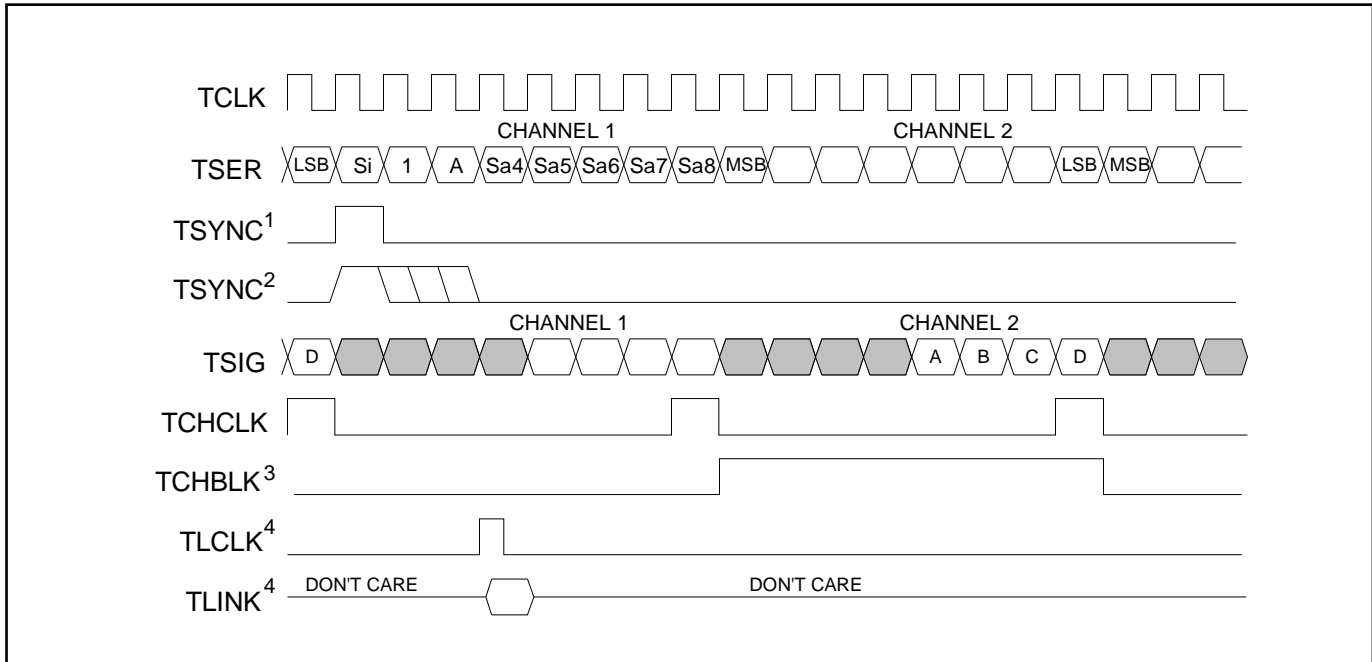 TCLK
CHANNEL 1 CHANNEL 2
TSER LSB Si 1 A Sa4 Sa5 Sa6 Sa7 Sa8 MSB LSB MSB
TSYNC1
TSYNC2
CHANNEL 1 CHANNEL 2
TSIG D A B C D
TCHCLK
TCHBLK3
TLCLK4
DON'T CARE DON'T CARE
TLINK4